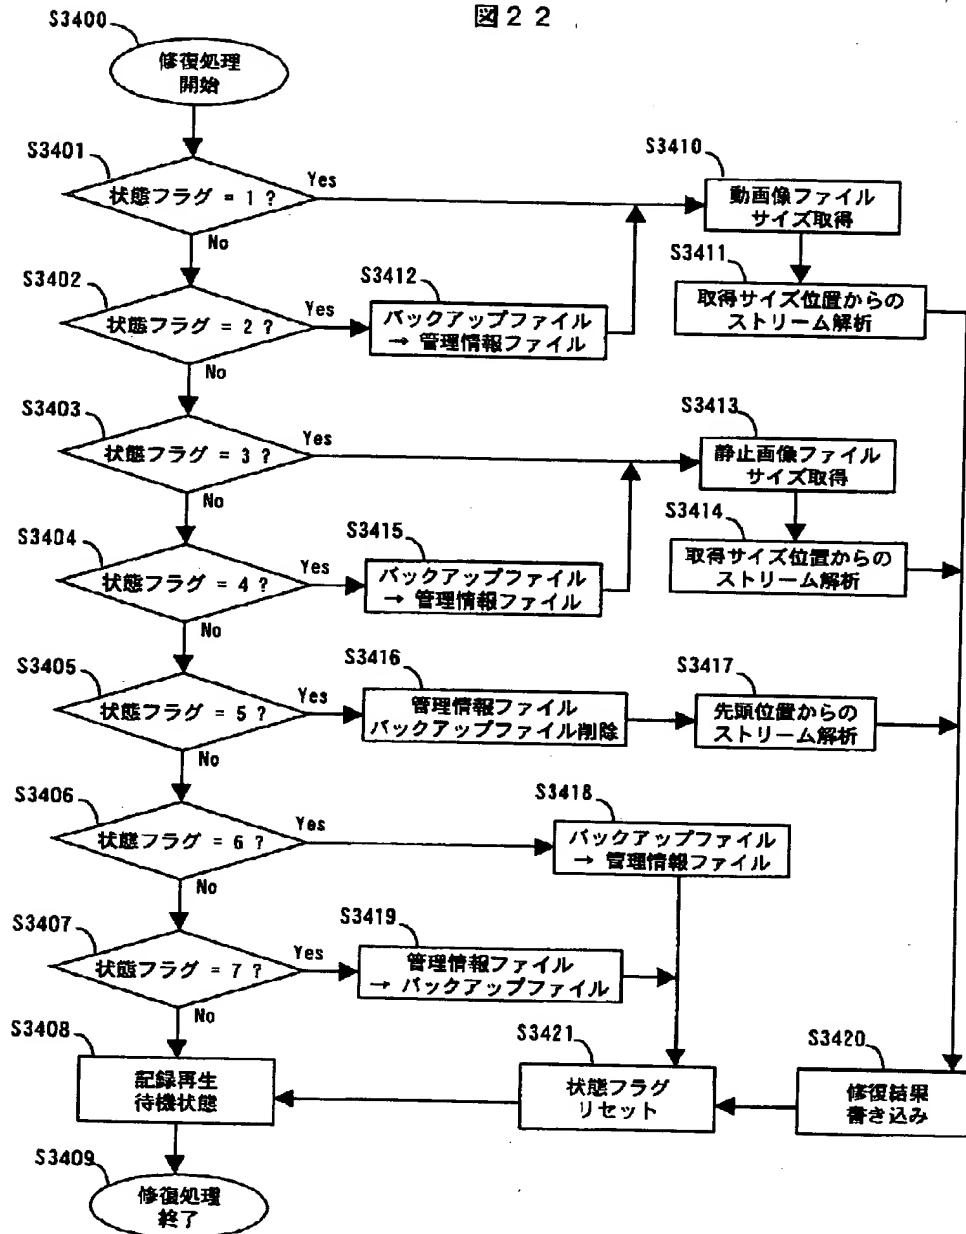 図22
S3400
修復処理
開始
S3401
状態フラグ = 1 ?
Yes
No
S3410
動画像ファイル
サイズ取得
S3411
取得サイズ位置からの
ストリーム解析
S3402
状態フラグ = 2 ?
Yes
No
S3412
バックアップファイル
→ 管理情報ファイル
S3403
状態フラグ = 3 ?
Yes
No
S3413
静止画像ファイル
サイズ取得
S3414
取得サイズ位置からの
ストリーム解析
S3404
状態フラグ = 4 ?
Yes
No
S3415
バックアップファイル
→ 管理情報ファイル
S3405
状態フラグ = 5 ?
Yes
No
S3416
管理情報ファイル
バックアップファイル削除
S3417
先頭位置からの
ストリーム解析
S3406
状態フラグ = 6 ?
Yes
No
S3418
バックアップファイル
→ 管理情報ファイル
S3407
状態フラグ = 7 ?
Yes
No
S3419
管理情報ファイル
→ バックアップファイル
S3408
記録再生
待機状態
S3421
状態フラグ
リセット
S3420
修復結果
書き込み
S3409
修復処理
終了